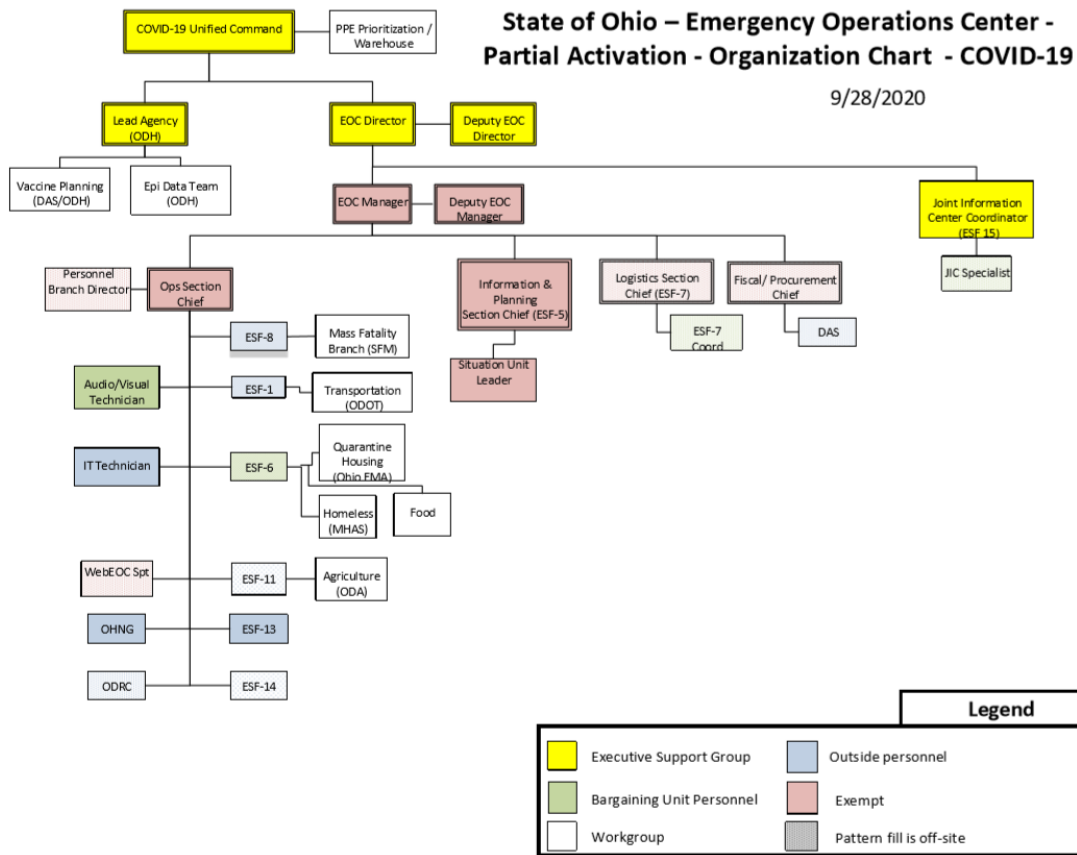 State of Ohio – Emergency Operations Center -
Partial Activation - Organization Chart - COVID-19
9/28/2020
COVID-19 Unified Command
PPE Prioritization /
Warehouse
Lead Agency
(ODH)
EOC Director
Deputy EOC
Director
Vaccine Planning
(DAS/ODH)
Epi Data Team
(ODH)
EOC Manager
Deputy EOC
Manager
Joint Information
Center Coordinator
(ESF 15)
JIC Specialist
Personnel
Branch Director
Ops Section
Chief
Information &
Planning
Section Chief (ESF-5)
Logistics Section
Chief (ESF-7)
Fiscal/ Procurement
Chief
ESF-7
Coord
DAS
Situation Unit
Leader
ESF-8
Mass Fatality
Branch (SFM)
Audio/Visual
Technician
ESF-1
Transportation
(ODOT)
IT Technician
ESF-6
Quarantine
Housing
(Ohio EMA)
Homeless
(MHAS)
Food
WebEOC Spt
ESF-11
Agriculture
(ODA)
OHNG
ESF-13
ODRC
ESF-14
Legend
Executive Support Group
Outside personnel
Bargaining Unit Personnel
Exempt
Workgroup
Pattern fill is off-site